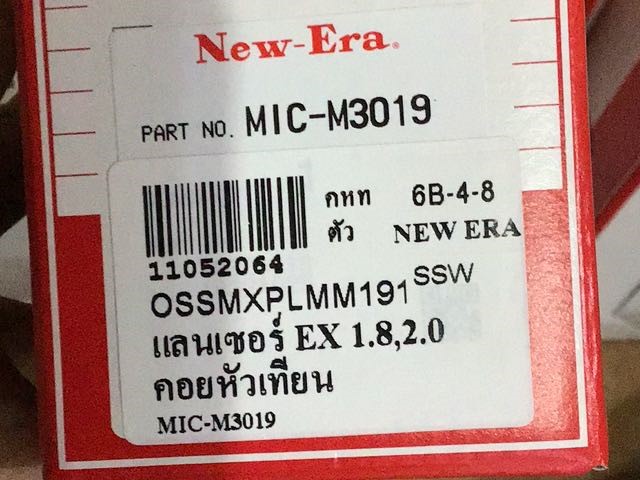 New-Era®
PART NO. MIC-M3019
กหท 6B-4-8
ตัว NEW ERA
11052064
OSSMXPLMM191 SSW
แลนเซอร์ EX 1.8,2.0
คอยหัวเทียน
MIC-M3019